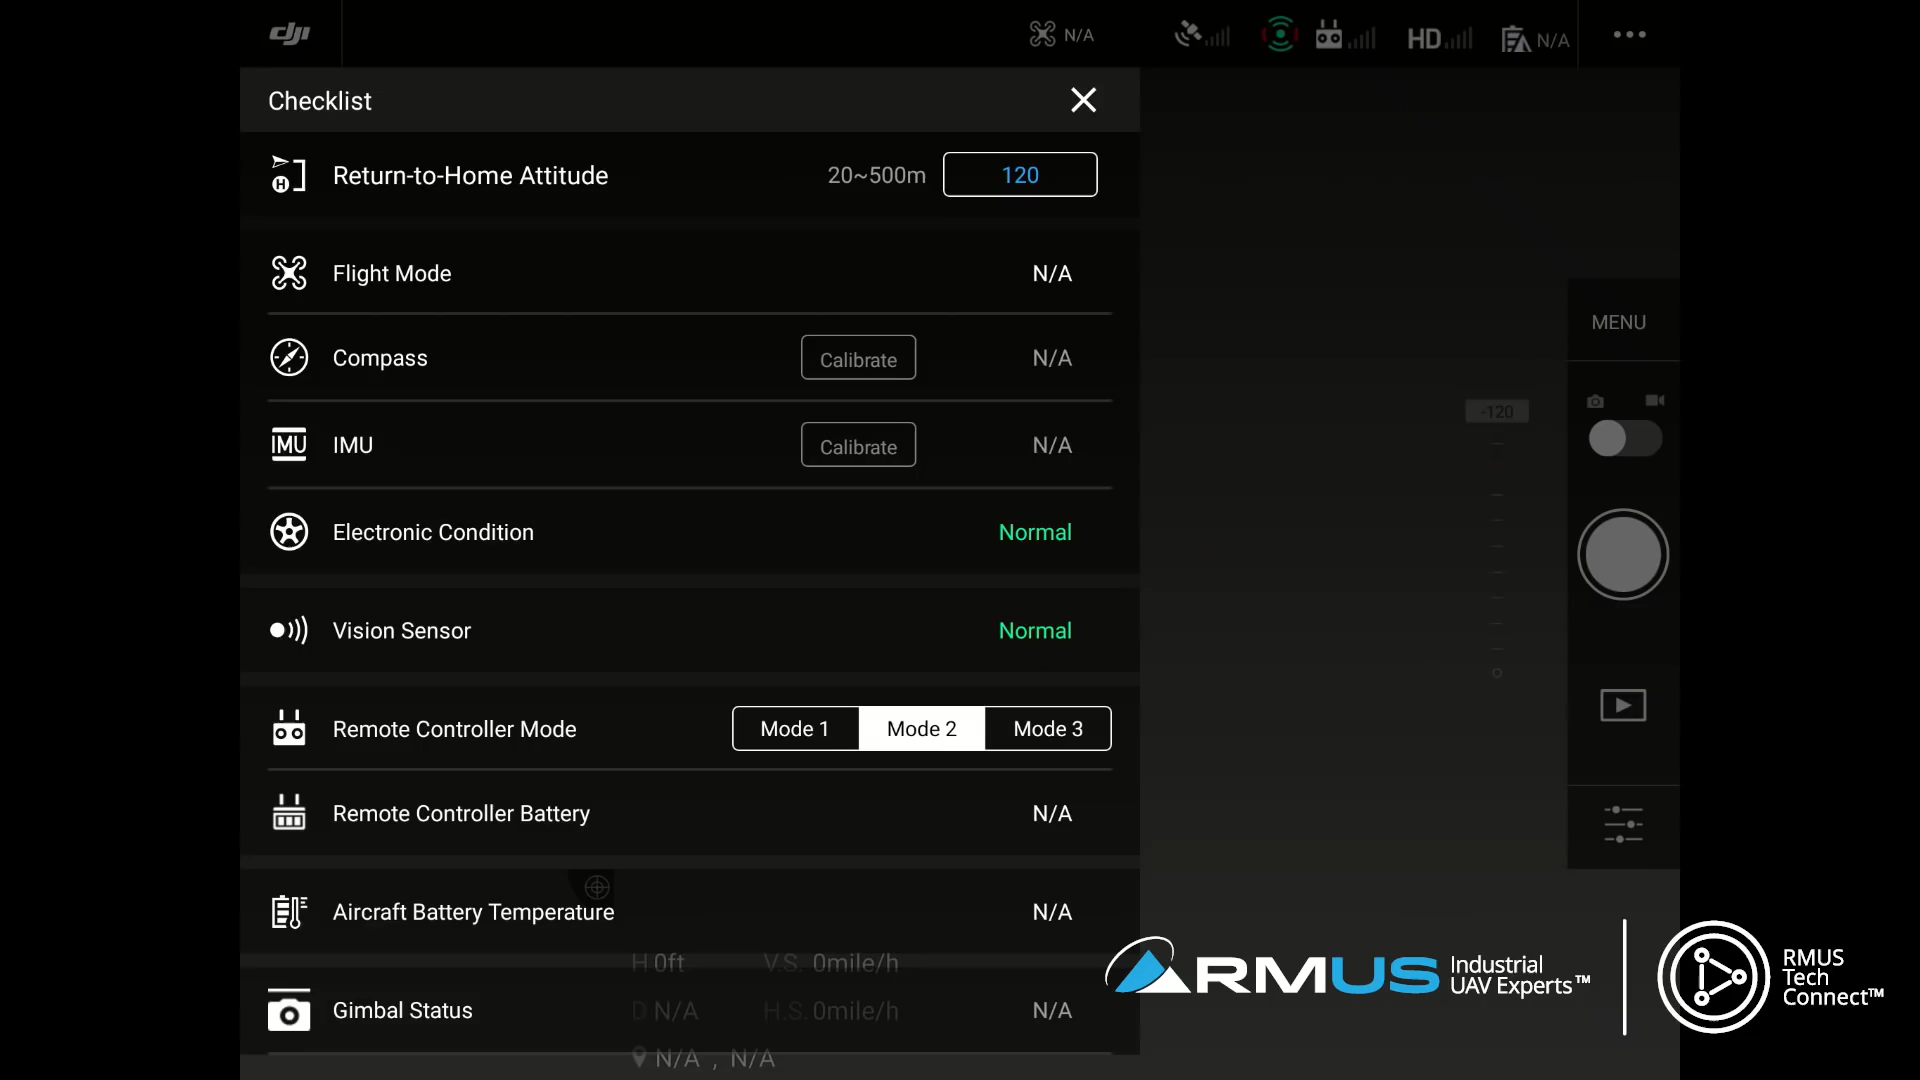 dji
N/A
HD
N/A
Checklist
Return-to-Home Attitude 20~500m 120
Flight Mode N/A
MENU
Compass Calibrate N/A
-120
IMU IMU Calibrate N/A
Electronic Condition Normal
Vision Sensor Normal
Remote Controller Mode Mode 1 Mode 2 Mode 3
Remote Controller Battery N/A
Aircraft Battery Temperature N/A
H 0ft V.S. 0mile/h
Gimbal Status D N/A H.S. 0mile/h N/A
N/A , N/A
RMUS Industrial UAV Experts™
RMUS
Tech
Connect™